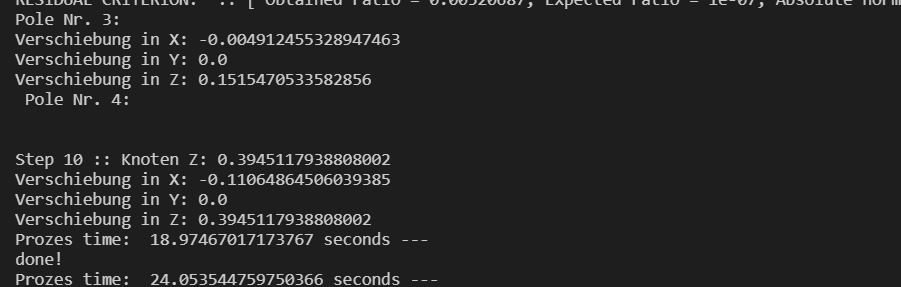 RESIDUAL CRITERION: :: [ Obtained ratio = 0.00520687; Expected ratio = 1e-07; Absolute norm
Pole Nr. 3:
Verschiebung in X: -0.004912455328947463
Verschiebung in Y: 0.0
Verschiebung in Z: 0.1515470533582856
Pole Nr. 4:
Step 10 :: Knoten Z: 0.3945117938808002
Verschiebung in X: -0.11064864506039385
Verschiebung in Y: 0.0
Verschiebung in Z: 0.3945117938808002
Prozes time:  18.97467017173767 seconds ---
done!
Prozes time:  24.053544759750366 seconds ---